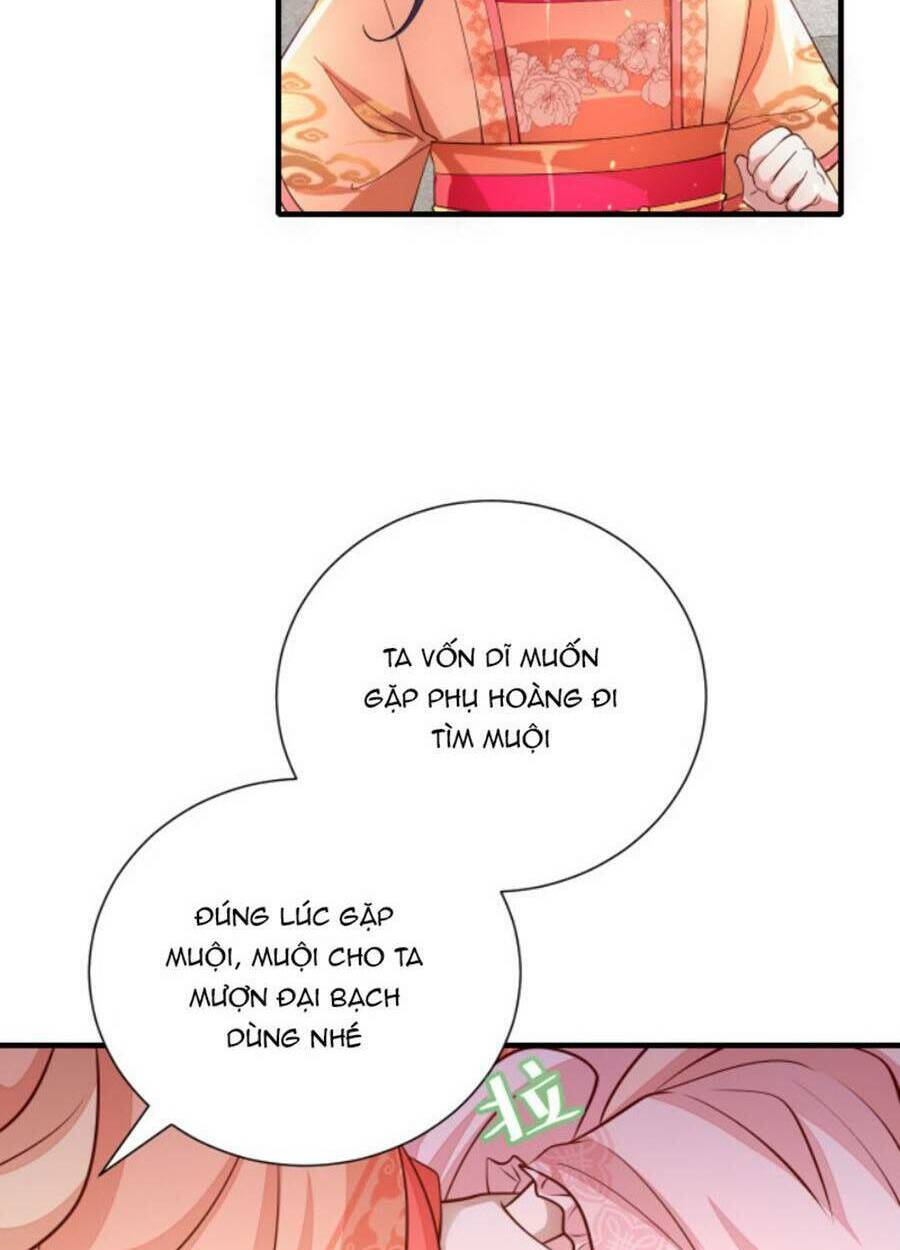 TA VỐN DĨ MUỐN
GẶP PHỤ HOÀNG ĐI
TÌM MUỘI
ĐÚNG LÚC GẶP
MUỘI, MUỘI CHO TA
MƯỢN ĐẠI BẠCH
DÙNG NHÉ
拉